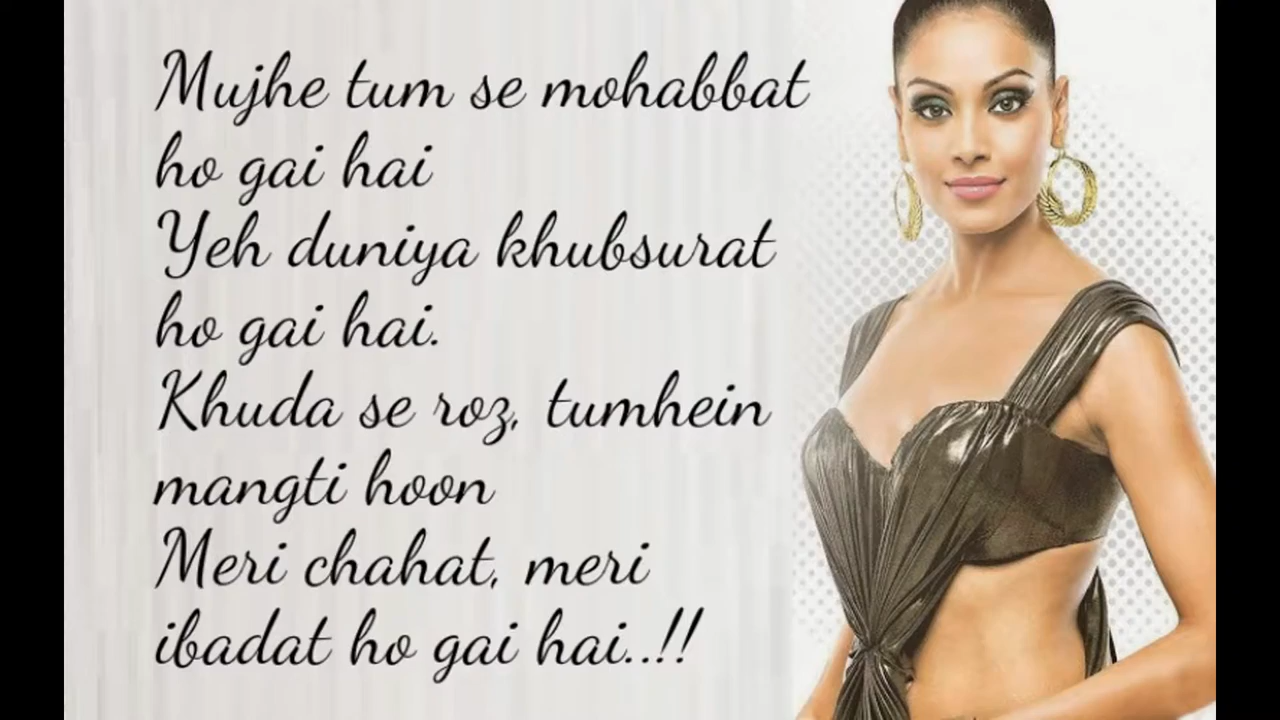 Mujhe tum se mohabbat
ho gai hai
Yeh duniya khubsurat
ho gai hai.
Khuda se roz, tumhein
mangti hoon
Meri chahat, meri
ibadat ho gai hai..!!